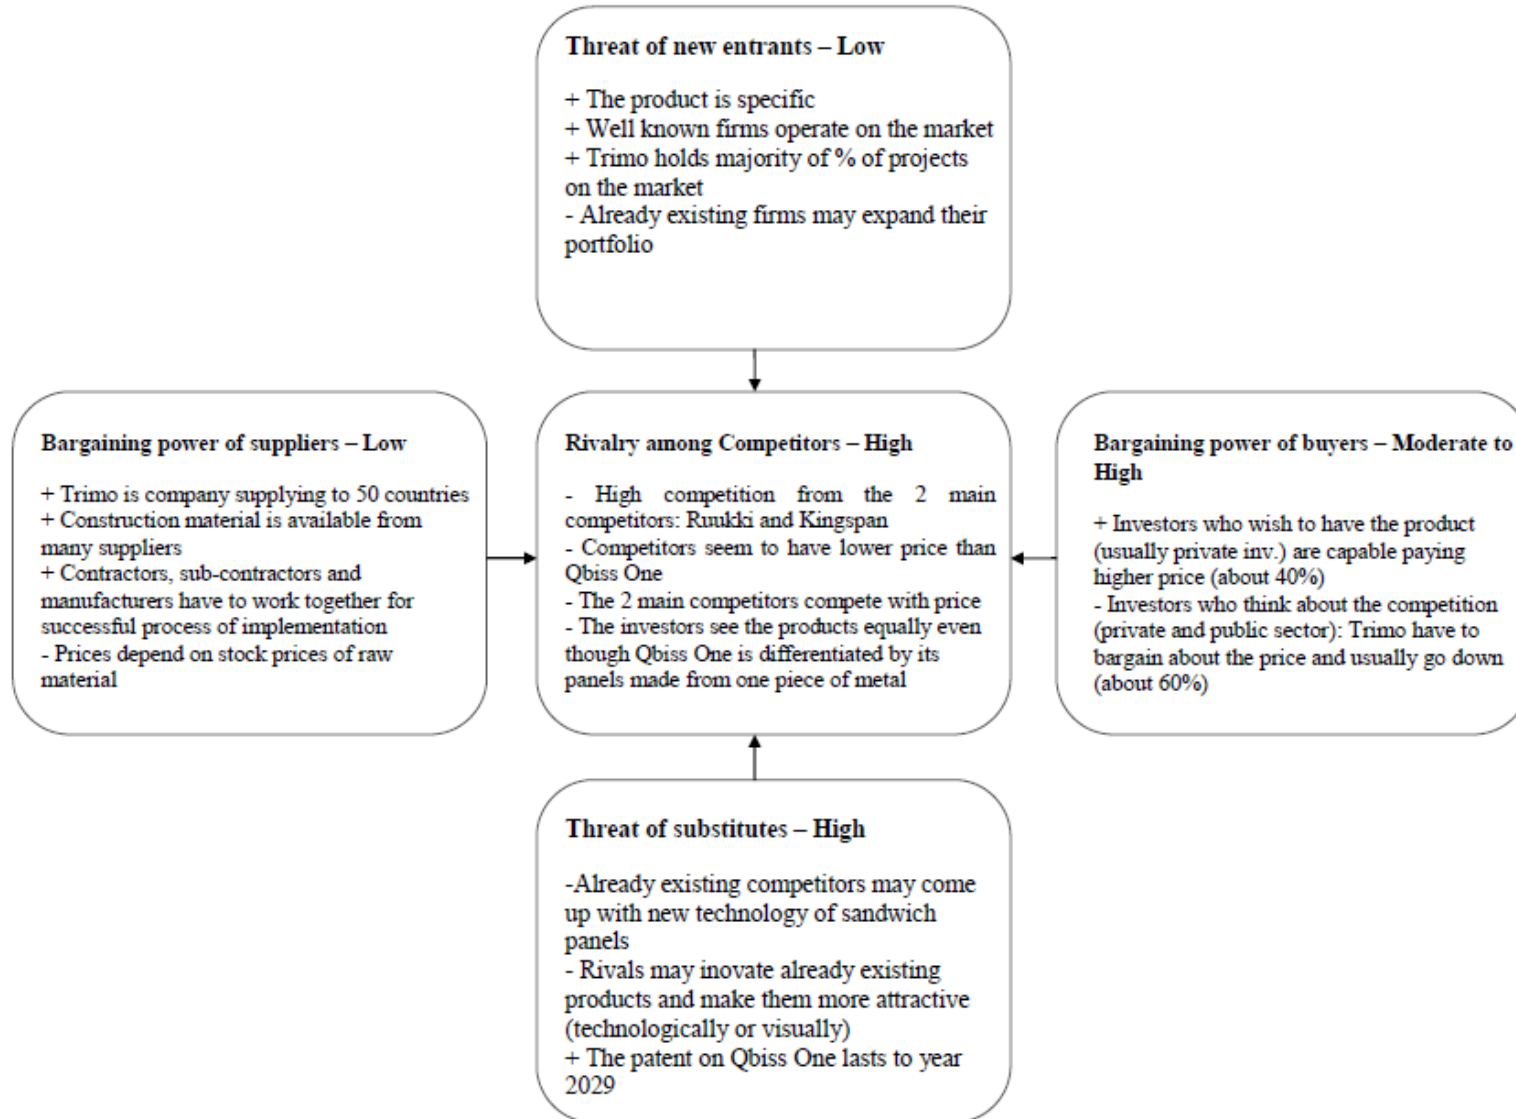 Threat of new entrants – Low
+ The product is specific
+ Well known firms operate on the market
+ Trimo holds majority of % of projects
on the market
- Already existing firms may expand their
portfolio
Bargaining power of suppliers – Low
+ Trimo is company supplying to 50 countries
+ Construction material is available from
many suppliers
+ Contractors, sub-contractors and
manufacturers have to work together for
successful process of implementation
- Prices depend on stock prices of raw
material
Rivalry among Competitors – High
- High competition from the 2 main
competitors: Ruukki and Kingspan
- Competitors seem to have lower price than
Qbiss One
- The 2 main competitors compete with price
- The investors see the products equally even
though Qbiss One is differentiated by its
panels made from one piece of metal
Bargaining power of buyers – Moderate to
High
+ Investors who wish to have the product
(usually private inv.) are capable paying
higher price (about 40%)
- Investors who think about the competition
(private and public sector): Trimo have to
bargain about the price and usually go down
(about 60%)
Threat of substitutes – High
-Already existing competitors may come
up with new technology of sandwich
panels
- Rivals may inovate already existing
products and make them more attractive
(technologically or visually)
+ The patent on Qbiss One lasts to year
2029